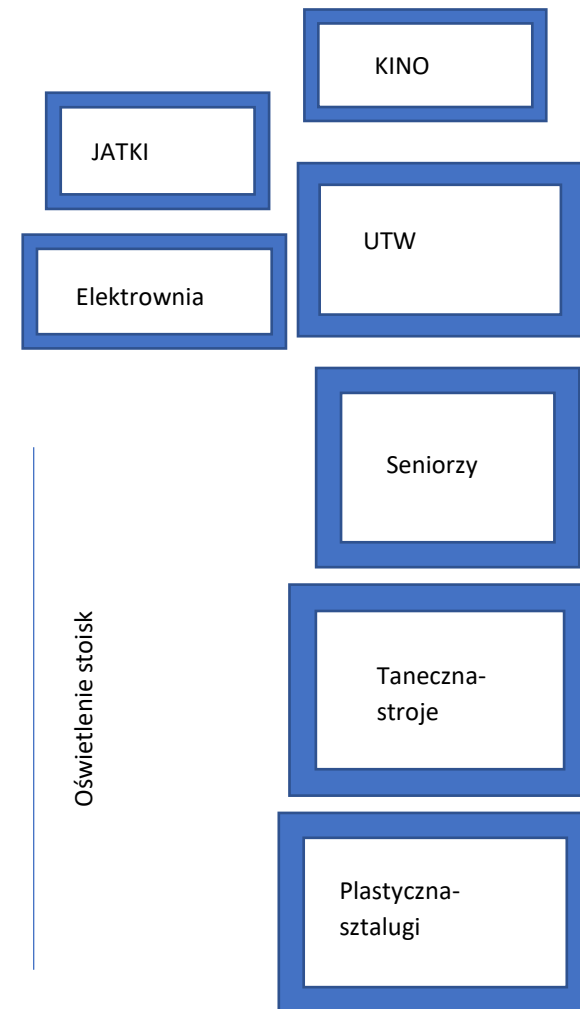 KINO
JATKI
UTW
Elektrownia
Seniorzy
Oświetlenie stoisk
Taneczna-
stroje
Plastyczna-
sztalugi